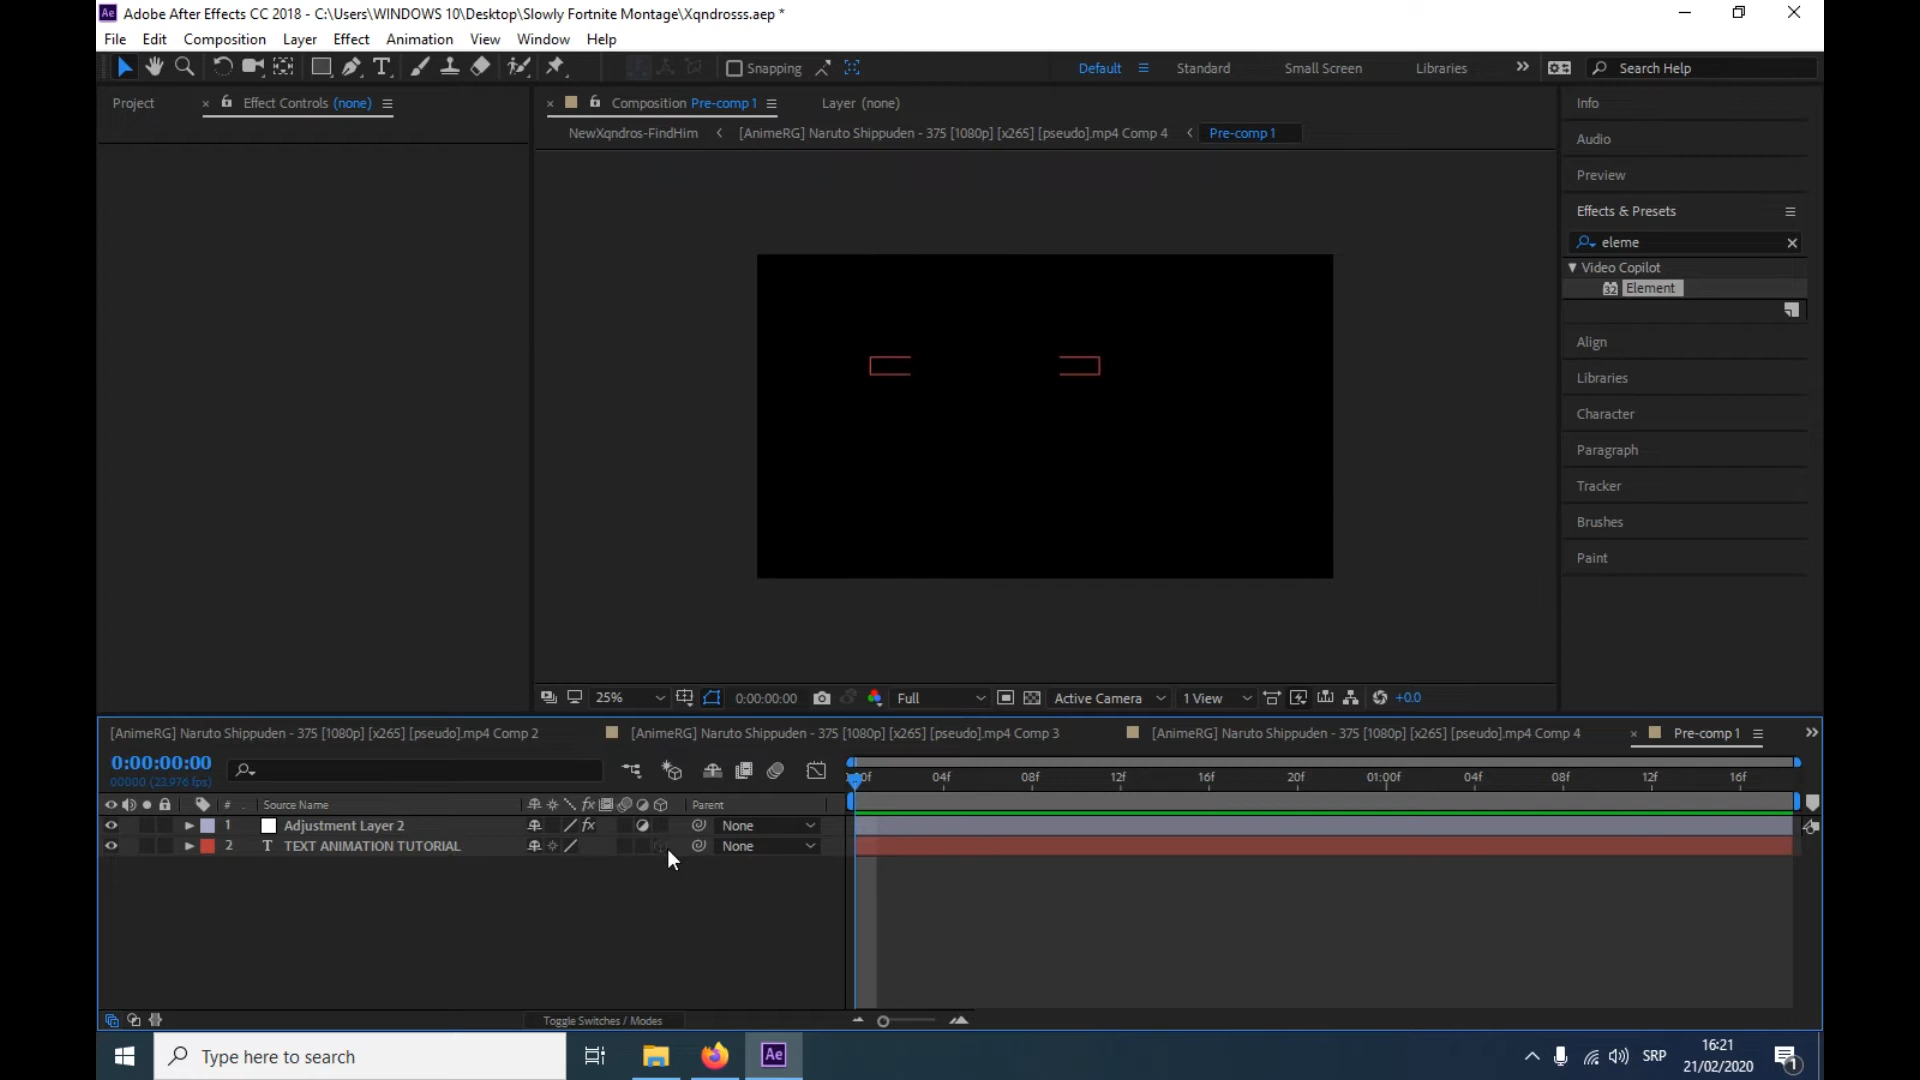 Adobe After Effects CC 2018 - C:\Users\WINDOWS 10\Desktop\Slowly Fortnite Montage\Xqndrosss.aep *
File Edit Composition Layer Effect Animation View Window Help
Snapping Default Standard Small Screen Libraries Search Help
Project Effect Controls (none) Composition Pre-comp 1 Layer (none) Info
NewXqndros-FindHim [AnimeRG] Naruto Shippuden - 375 [1080p] [x265] [pseudo].mp4 Comp 4 Pre-comp 1
Audio
Preview
Effects & Presets
eleme
Video Copilot
Element
Align
Libraries
Character
Paragraph
Tracker
Brushes
Paint
25% 0:00:00:00 Full Active Camera 1 View +0.0
[AnimeRG] Naruto Shippuden - 375 [1080p] [x265] [pseudo].mp4 Comp 2 [AnimeRG] Naruto Shippuden - 375 [1080p] [x265] [pseudo].mp4 Comp 3 [AnimeRG] Naruto Shippuden - 375 [1080p] [x265] [pseudo].mp4 Comp 4 Pre-comp 1
0:00:00:00
00000 (23.976 fps)
04f 08f 12f 16f 20f 01:00f 04f 08f 12f 16f
# Source Name fx Parent
1 Adjustment Layer 2 fx None
2 T TEXT ANIMATION TUTORIAL None
Toggle Switches / Modes
Type here to search Ae SRP 16:21
21/02/2020 1